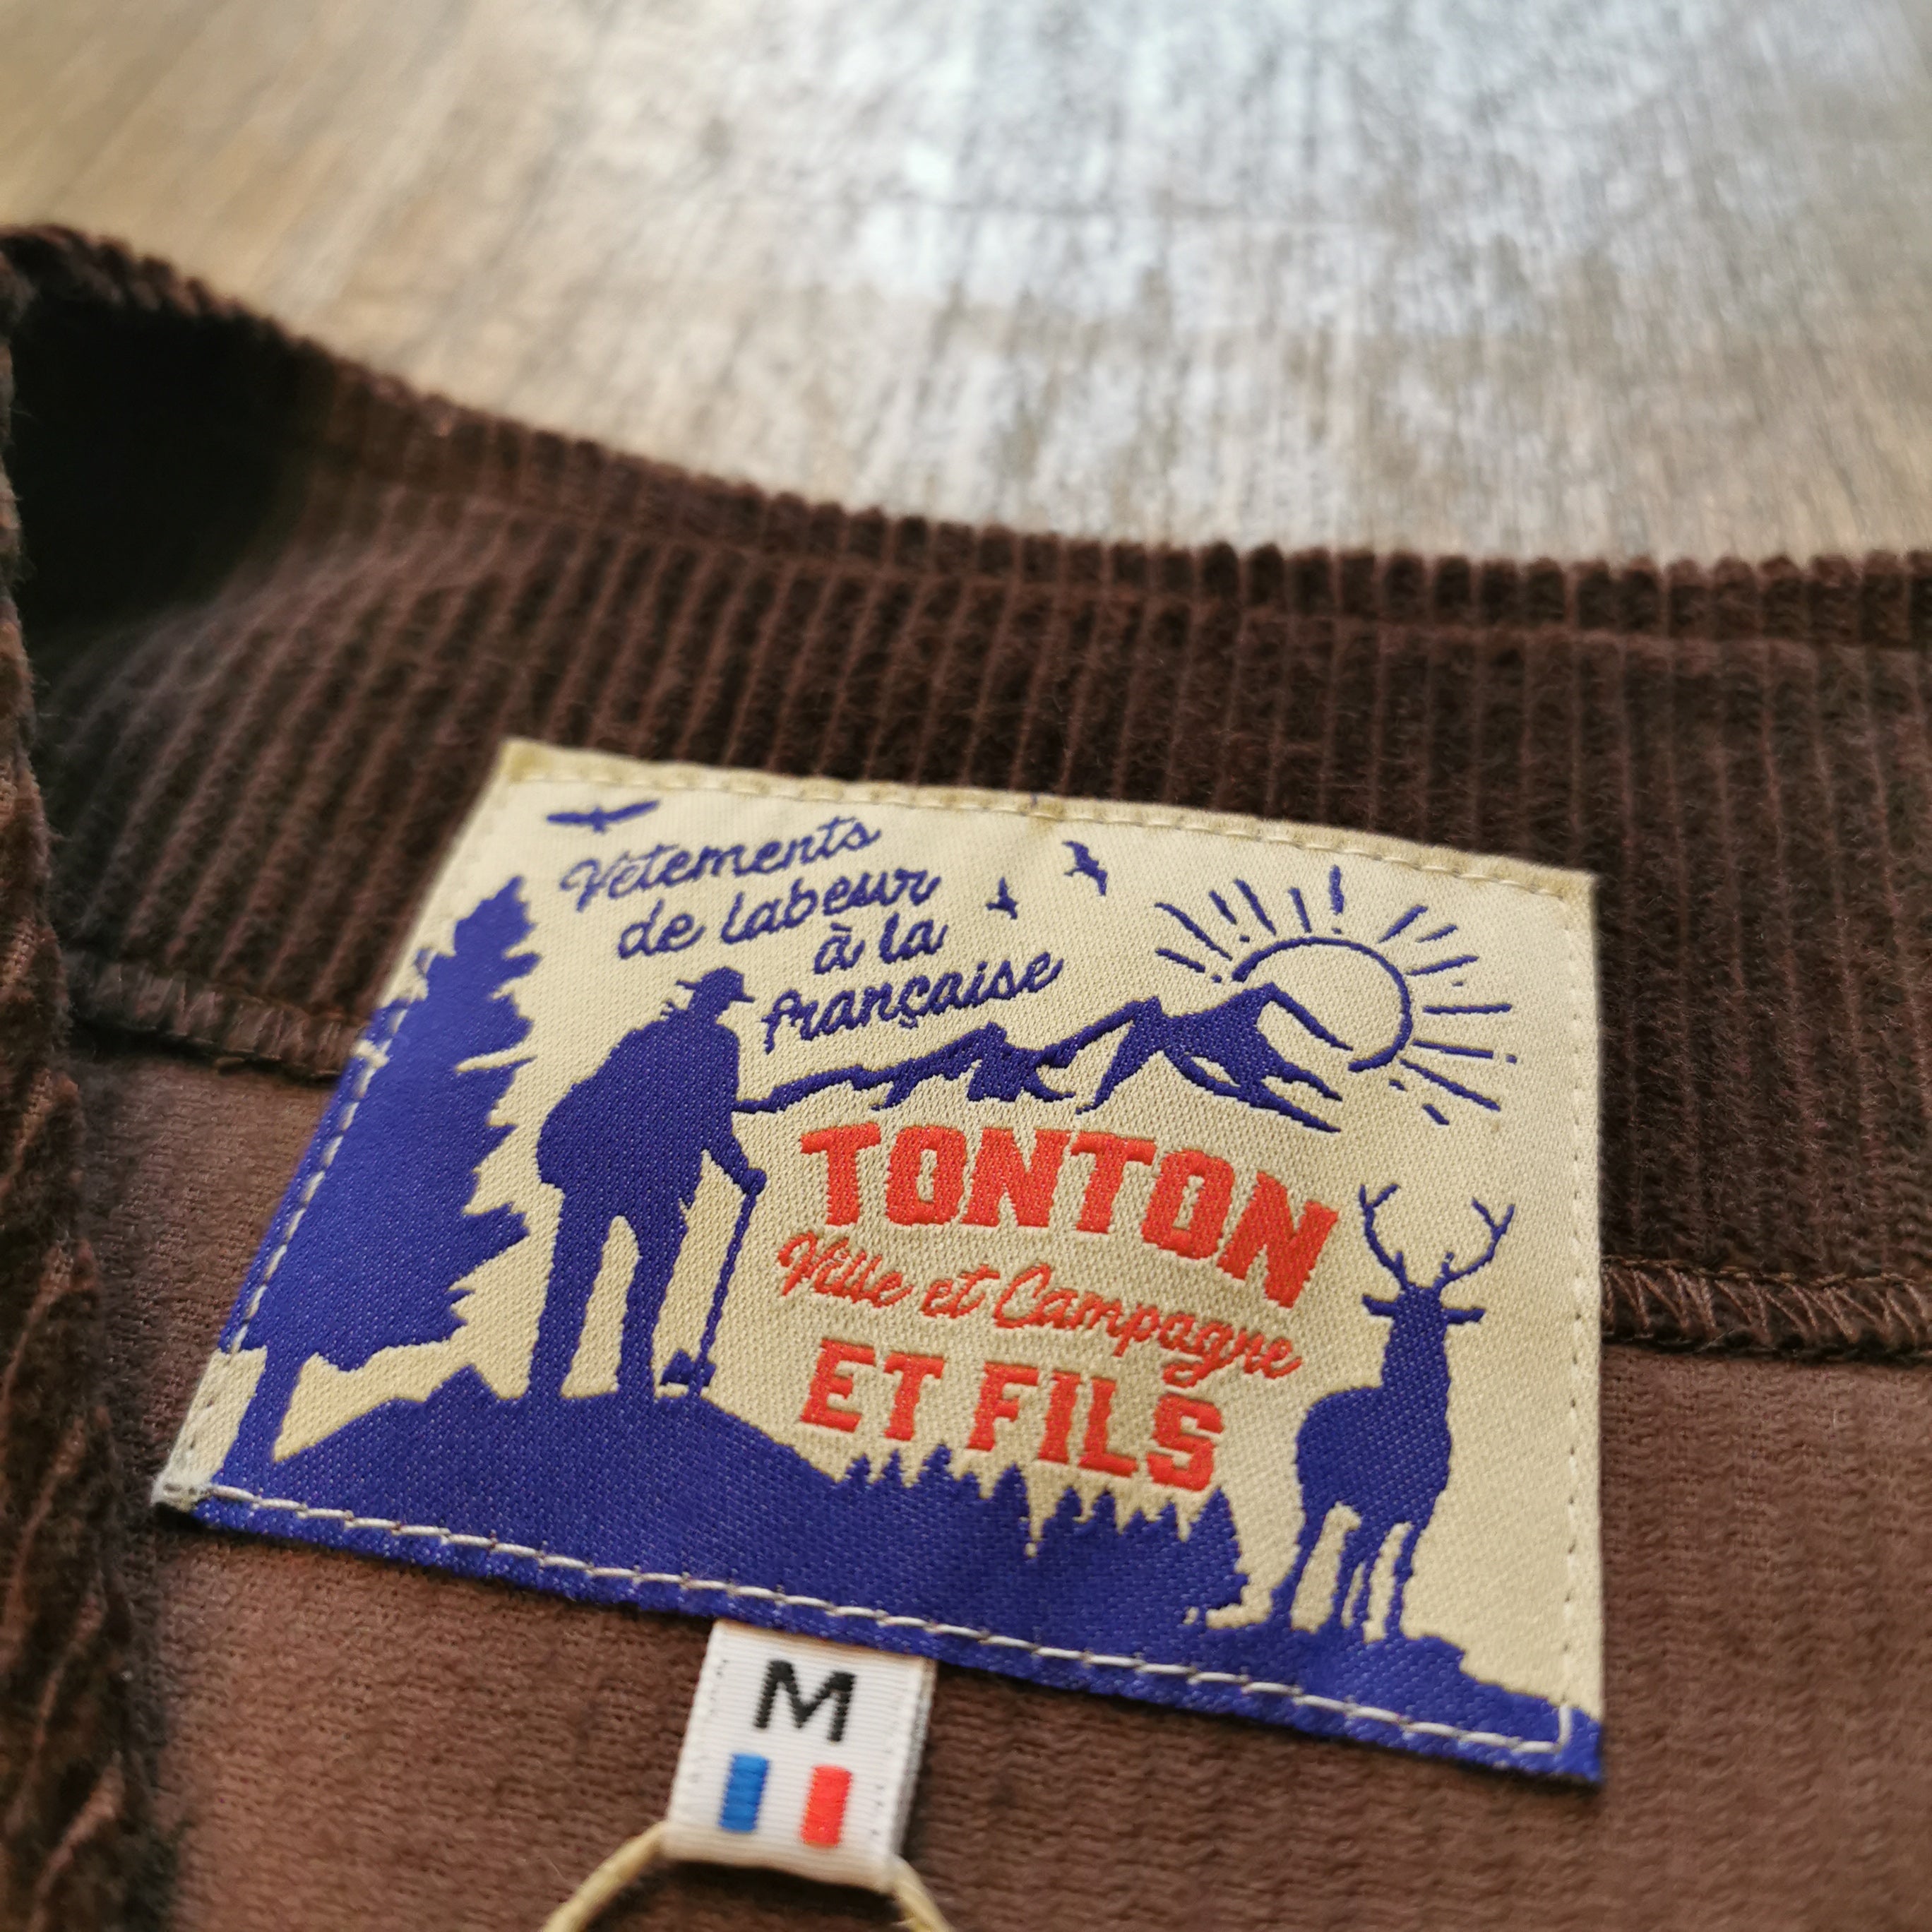 Vêtements
de labeur
à la
française
TONTON
Ville et Campagne
ET FILS
M